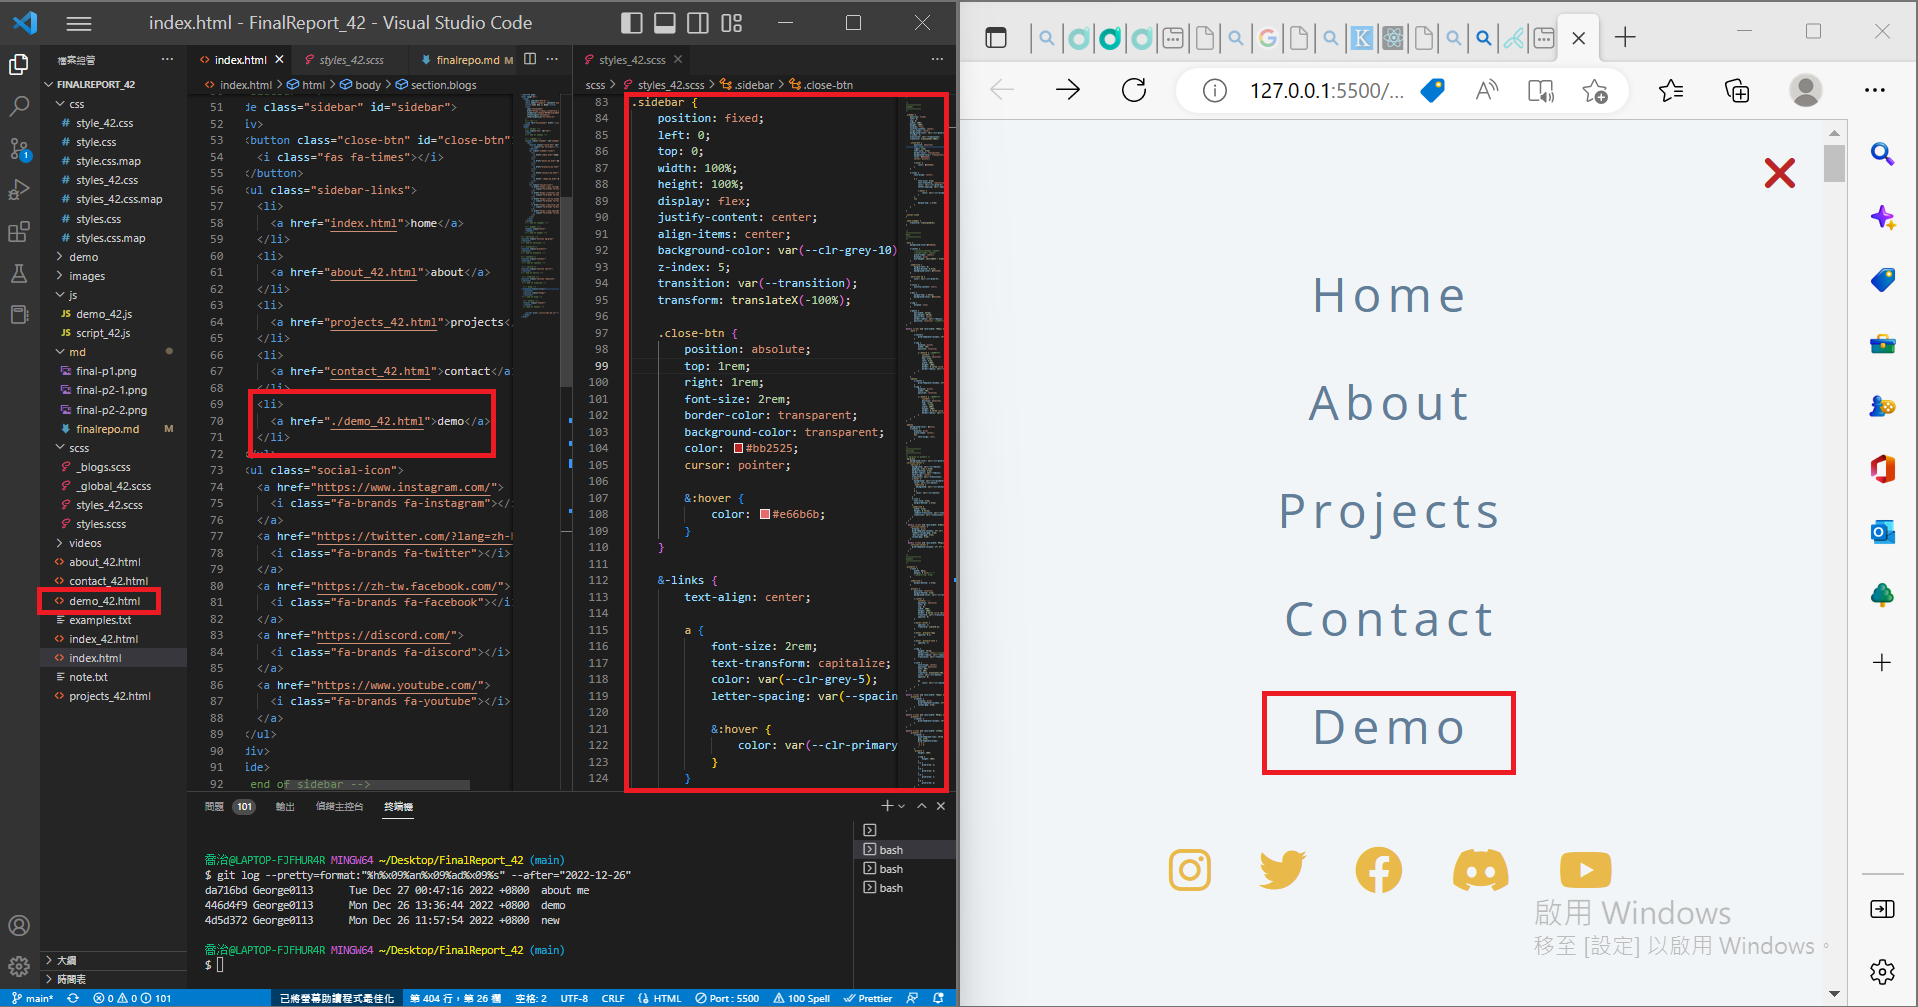 index.html - FinalReport_42 - Visual Studio Code
檔案總管
FINALREPORT_42
css
style_42.css
style.css
style.css.map
styles_42.css
styles_42.css.map
styles.css
styles.css.map
demo
images
js
demo_42.js
script_42.js
md
final-p1.png
final-p2-1.png
final-p2-2.png
finalrepo.md M
scss
_blogs.scss
_global_42.scss
styles_42.scss
styles.scss
videos
about_42.html
contact_42.html
demo_42.html
examples.txt
index_42.html
index.html
note.txt
projects_42.html
大綱
時間表
index.html
styles_42.scss
finalrepo.md M
index.html > html > body > section.blogs
51 de class="sidebar" id="sidebar">
52 iv>
53 <button class="close-btn" id="close-btn"
54 <i class="fas fa-times"></i>
55 </button>
56 <ul class="sidebar-links">
57 <li>
58 <a href="index.html">home</a>
59 </li>
60 <li>
61 <a href="about_42.html">about</a>
62 </li>
63 <li>
64 <a href="projects_42.html">projects<
65 </li>
66 <li>
67 <a href="contact_42.html">contact</a
68 </li>
69 <li>
70 <a href="./demo_42.html">demo</a>
71 </li>
72 </ul>
73 <ul class="social-icon">
74 <a href="https://www.instagram.com/">
75 <i class="fa-brands fa-instagram"></
76 </a>
77 <a href="https://twitter.com/?lang=zh-
78 <i class="fa-brands fa-twitter"></i>
79 </a>
80 <a href="https://zh-tw.facebook.com/">
81 <i class="fa-brands fa-facebook"></i
82 </a>
83 <a href="https://discord.com/">
84 <i class="fa-brands fa-discord"></i>
85 </a>
86 <a href="https://www.youtube.com/">
87 <i class="fa-brands fa-youtube"></i>
88 </a>
89 </ul>
90 div>
91 ide>
92 end of sidebar -->
styles_42.scss
scss > styles_42.scss > .sidebar > .close-btn
83 .sidebar {
84 position: fixed;
85 left: 0;
86 top: 0;
87 width: 100%;
88 height: 100%;
89 display: flex;
90 justify-content: center;
91 align-items: center;
92 background-color: var(--clr-grey-10)
93 z-index: 5;
94 transition: var(--transition);
95 transform: translateX(-100%);
96
97 .close-btn {
98 position: absolute;
99 top: 1rem;
100 right: 1rem;
101 font-size: 2rem;
102 border-color: transparent;
103 background-color: transparent;
104 color: #bb2525;
105 cursor: pointer;
106
107 &:hover {
108 color: #e66b6b;
109 }
110 }
111
112 &-links {
113 text-align: center;
114
115 a {
116 font-size: 2rem;
117 text-transform: capitalize;
118 color: var(--clr-grey-5);
119 letter-spacing: var(--spacin
120
121 &:hover {
122 color: var(--clr-primary
123 }
124 }
問題 101 輸出 偵錯主控台 終端機
喬治@LAPTOP-FJFHUR4R MINGW64 ~/Desktop/FinalReport_42 (main)
$ git log --pretty=format:"%h%x09%an%x09%ad%x09%s" --after="2022-12-26"
da716bd George0113 Tue Dec 27 00:47:16 2022 +0800 about me
446d4f9 George0113 Mon Dec 26 13:36:44 2022 +0800 demo
4d5d372 George0113 Mon Dec 26 11:57:54 2022 +0800 new
喬治@LAPTOP-FJFHUR4R MINGW64 ~/Desktop/FinalReport_42 (main)
$
bash
bash
bash
main* 0 0 101 已將螢幕助讀程式最佳化 第 404 行，第 26 欄 空格: 2 UTF-8 CRLF HTML Port : 5500 100 Spell Prettier
127.0.0.1:5500/...
Home
About
Projects
Contact
Demo
啟用 Windows
移至 [設定] 以啟用 Windows。